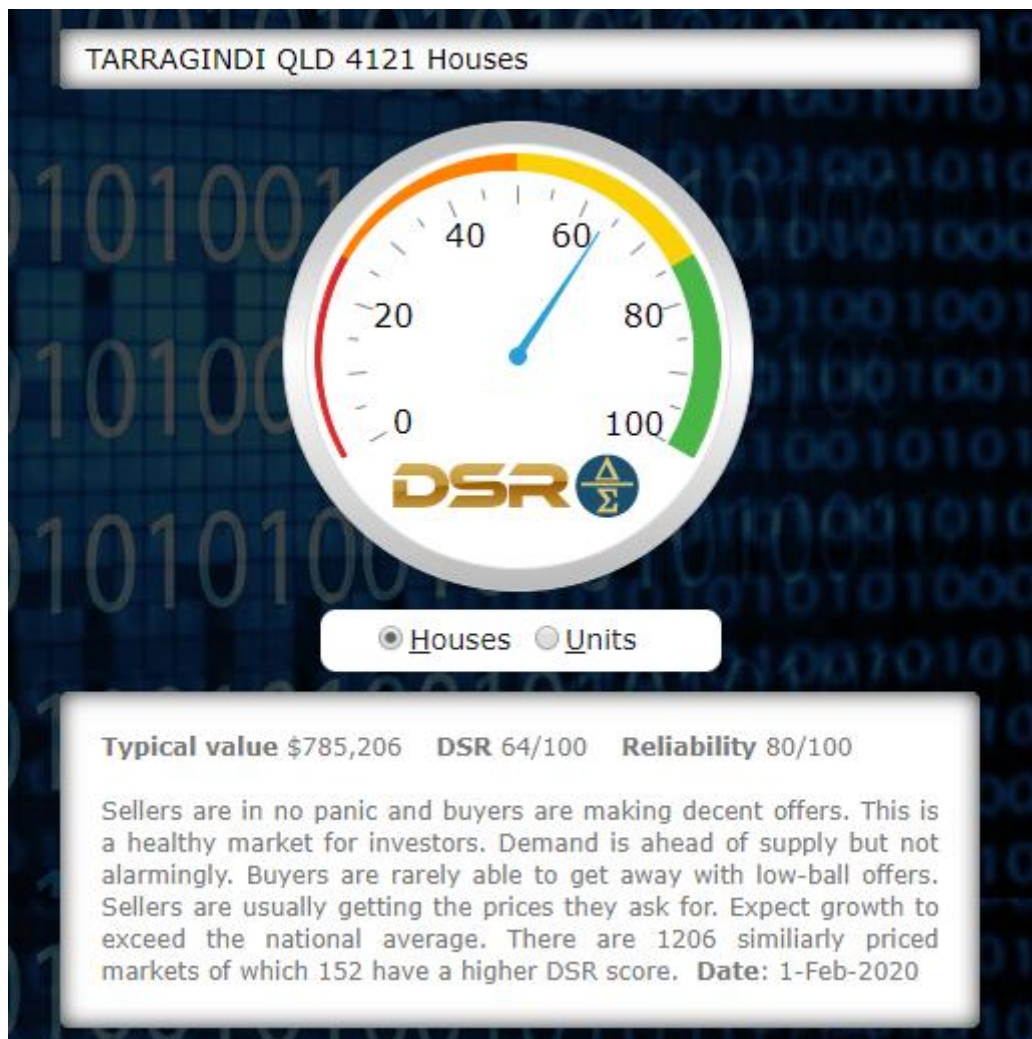 TARRAGINDI QLD 4121 Houses
40 60
20 80
0 100
DSR Δ
Σ
Houses Units
Typical value $785,206 DSR 64/100 Reliability 80/100
Sellers are in no panic and buyers are making decent offers. This is
a healthy market for investors. Demand is ahead of supply but not
alarmingly. Buyers are rarely able to get away with low-ball offers.
Sellers are usually getting the prices they ask for. Expect growth to
exceed the national average. There are 1206 similiarly priced
markets of which 152 have a higher DSR score. Date: 1-Feb-2020